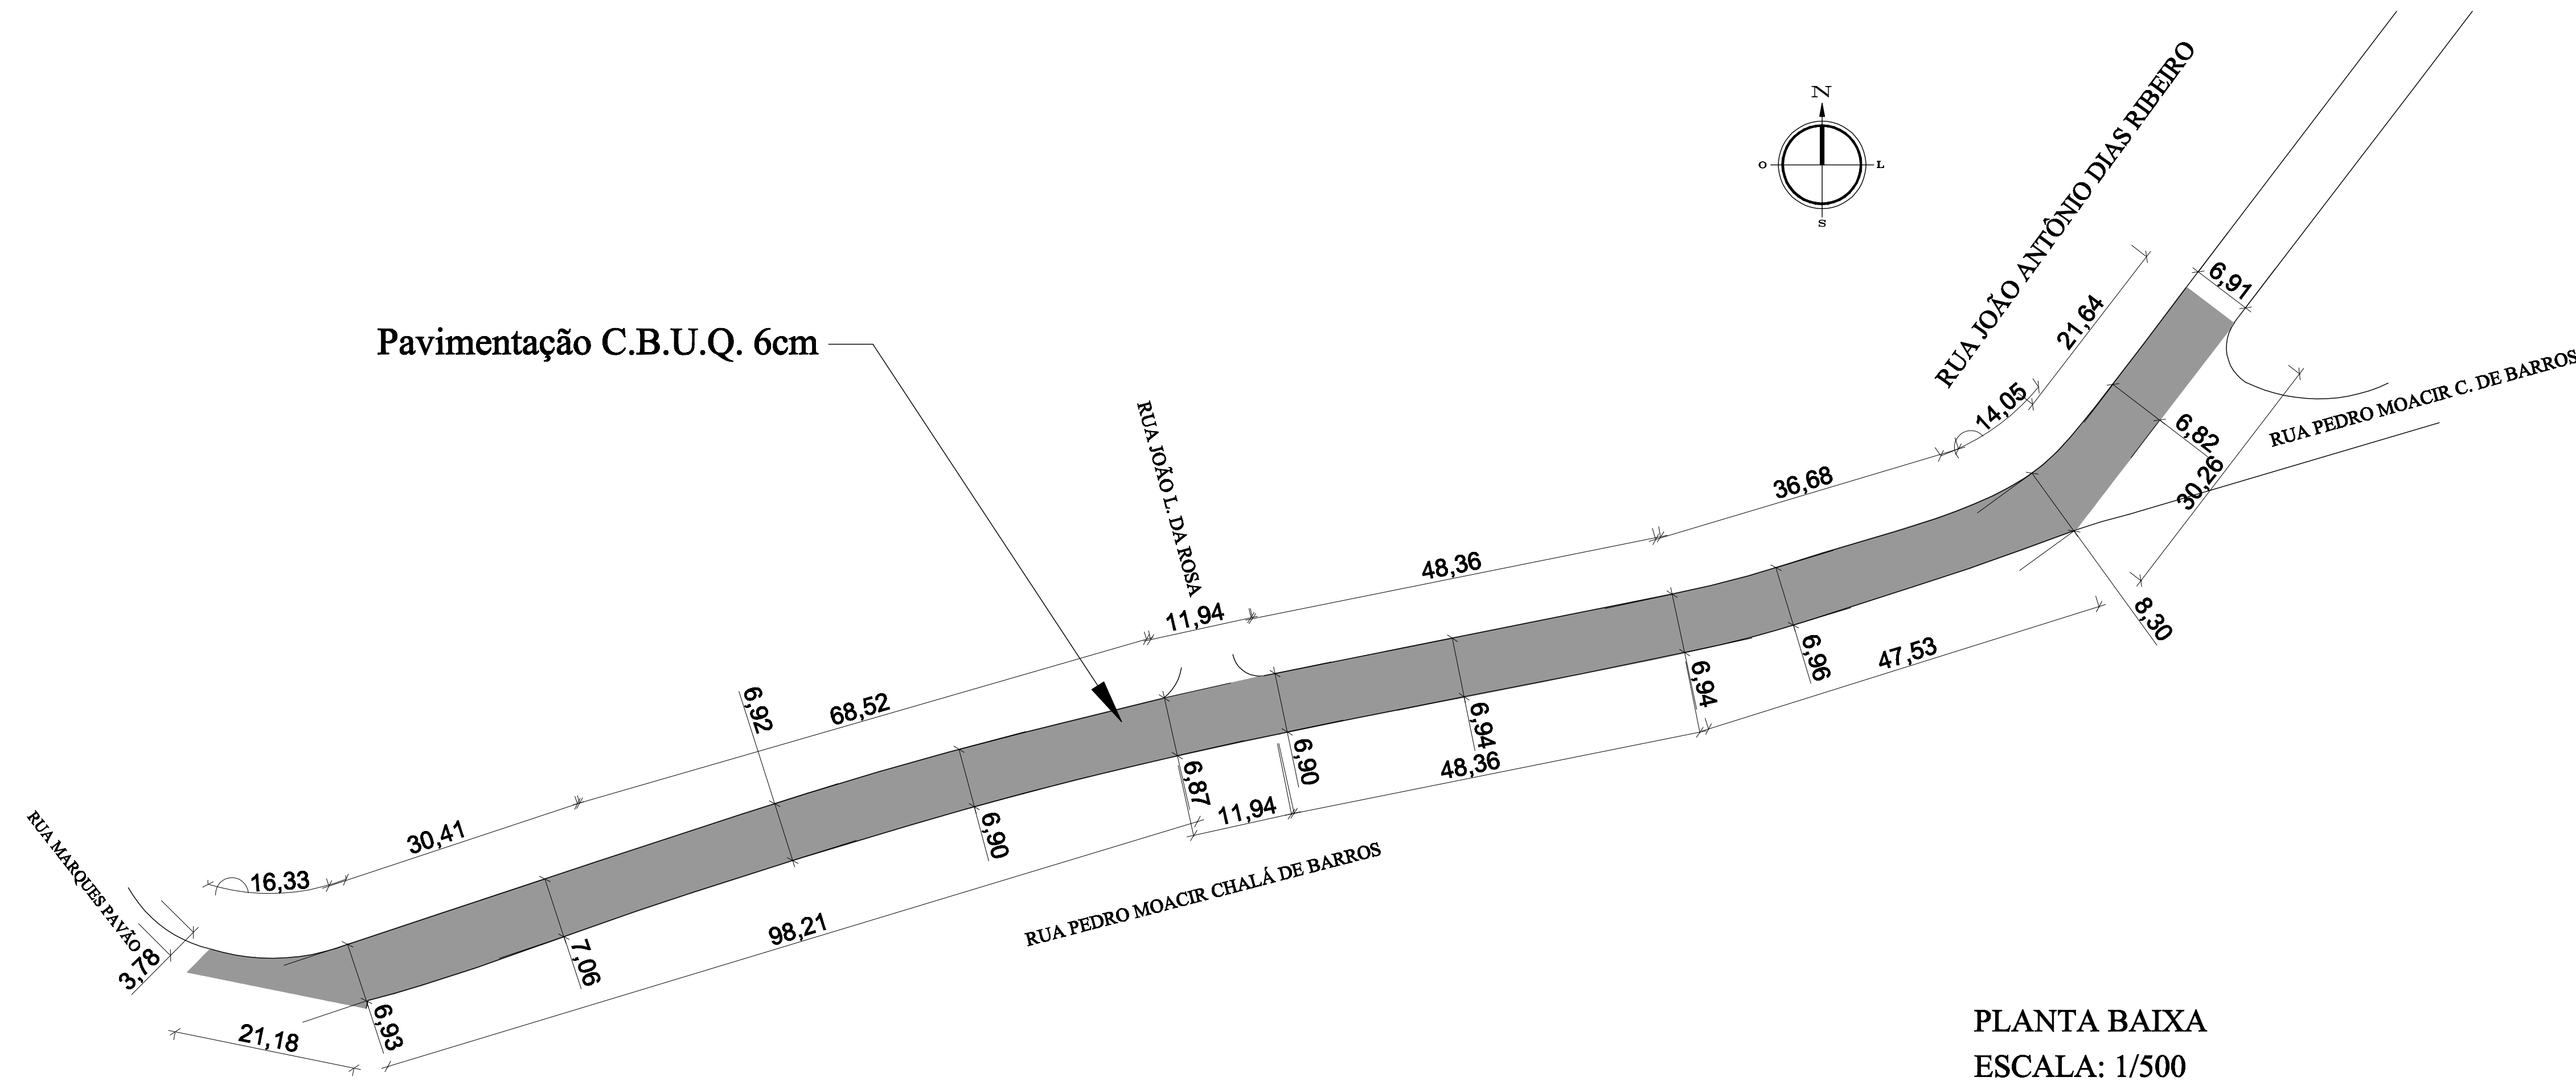 N
O
L
S
RUA JOÃO ANTÔNIO DIAS RIBEIRO
6,91
21,64
Pavimentação C.B.U.Q. 6cm
14,05
RUA PEDRO MOACIR C. DE BARROS
6,82
30,26
RUA JOÃO L. DA ROSA
36,68
48,36
11,94
8,30
6,96
47,53
6,94
6,92
68,52
6,94
48,36
6,90
6,87
11,94
6,90
30,41
16,33
RUA MARQUES PAVÃO
3,78
RUA PEDRO MOACIR CHALÁ DE BARROS
98,21
7,06
6,93
21,18
PLANTA BAIXA
ESCALA: 1/500